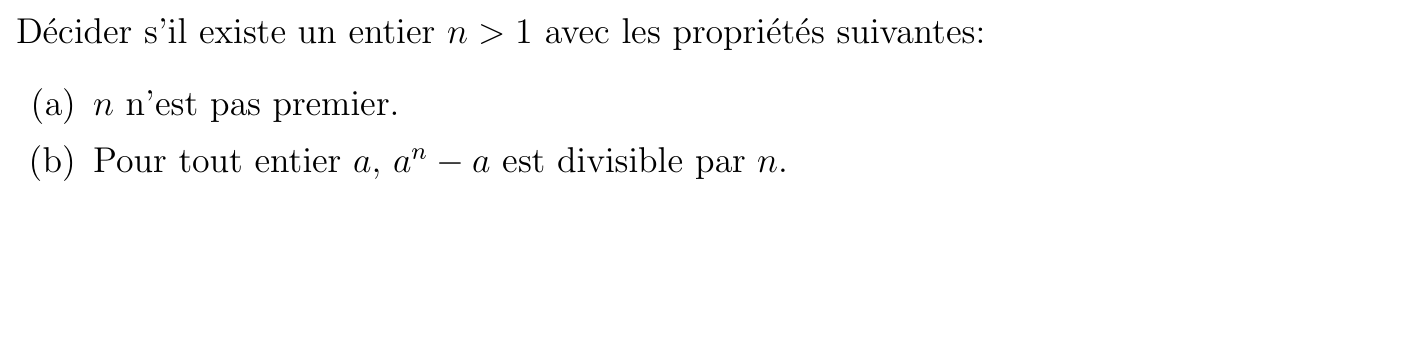 Décider s'il existe un entier n > 1 avec les propriétés suivantes:
(a) n n'est pas premier.
(b) Pour tout entier a, aⁿ − a est divisible par n.